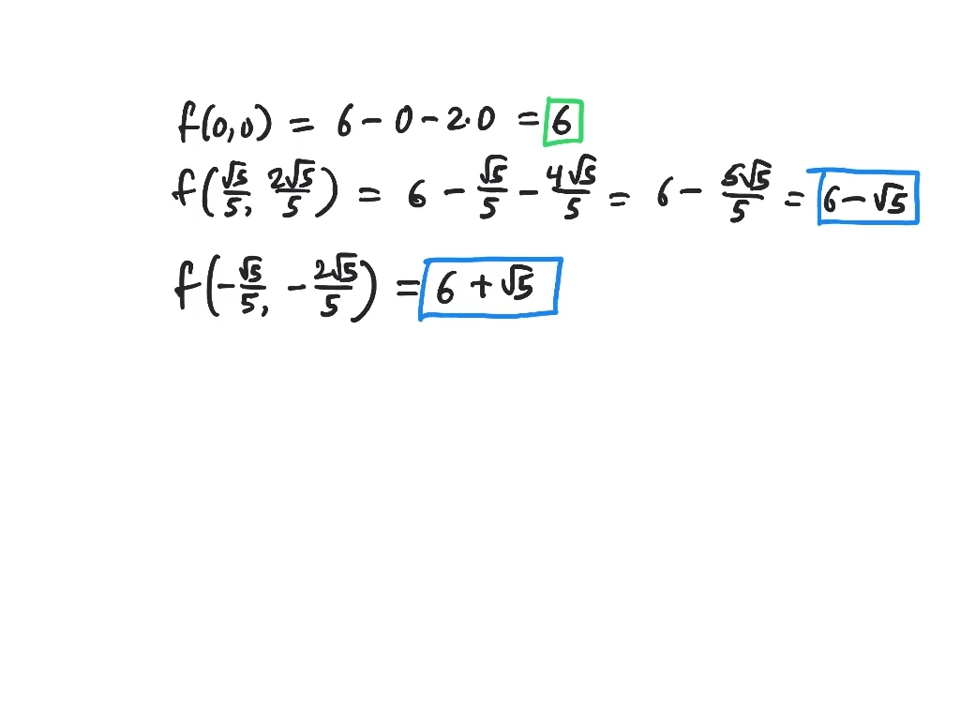 f(0,0) = 6 - 0 - 2·0 = 6
f(√5/5, 2√5/5) = 6 - √5/5 - 4√5/5 = 6 - 5√5/5 = 6 - √5
f(-√5/5, -2√5/5) = 6 + √5